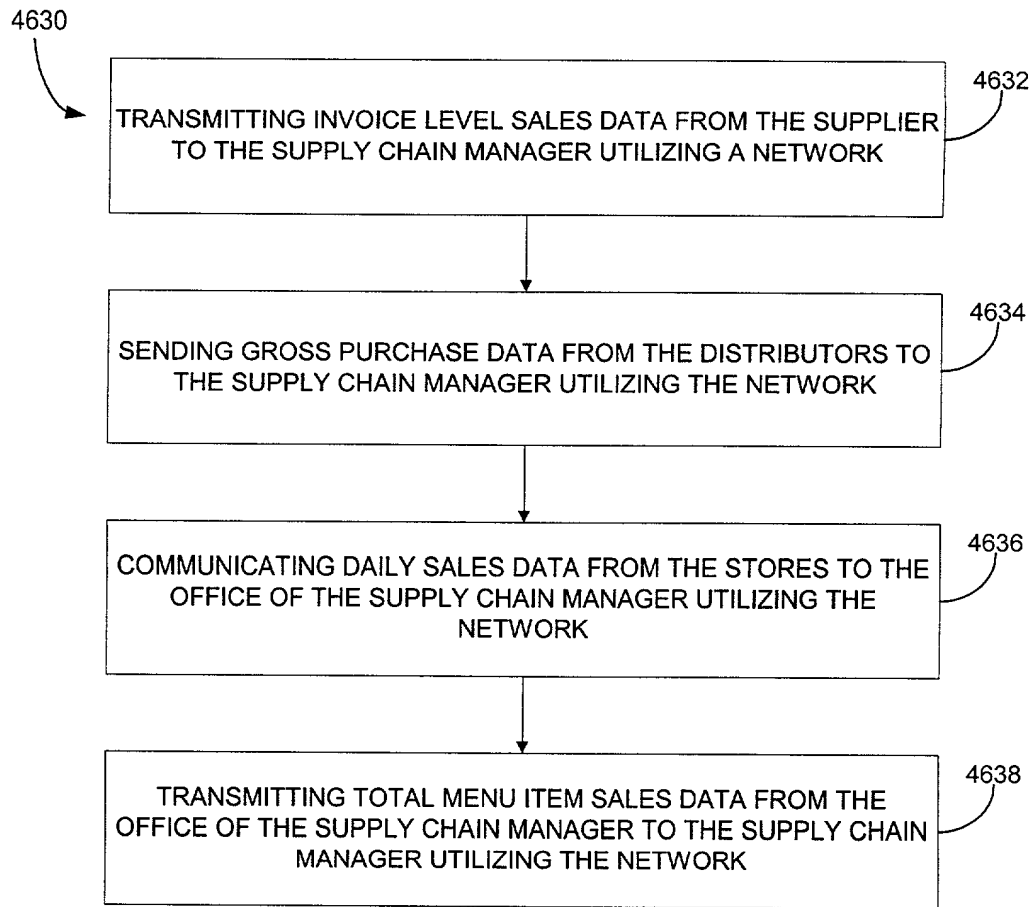 4630
4632
TRANSMITTING INVOICE LEVEL SALES DATA FROM THE SUPPLIER
TO THE SUPPLY CHAIN MANAGER UTILIZING A NETWORK
4634
SENDING GROSS PURCHASE DATA FROM THE DISTRIBUTORS TO
THE SUPPLY CHAIN MANAGER UTILIZING THE NETWORK
4636
COMMUNICATING DAILY SALES DATA FROM THE STORES TO THE
OFFICE OF THE SUPPLY CHAIN MANAGER UTILIZING THE
NETWORK
4638
TRANSMITTING TOTAL MENU ITEM SALES DATA FROM THE
OFFICE OF THE SUPPLY CHAIN MANAGER TO THE SUPPLY CHAIN
MANAGER UTILIZING THE NETWORK